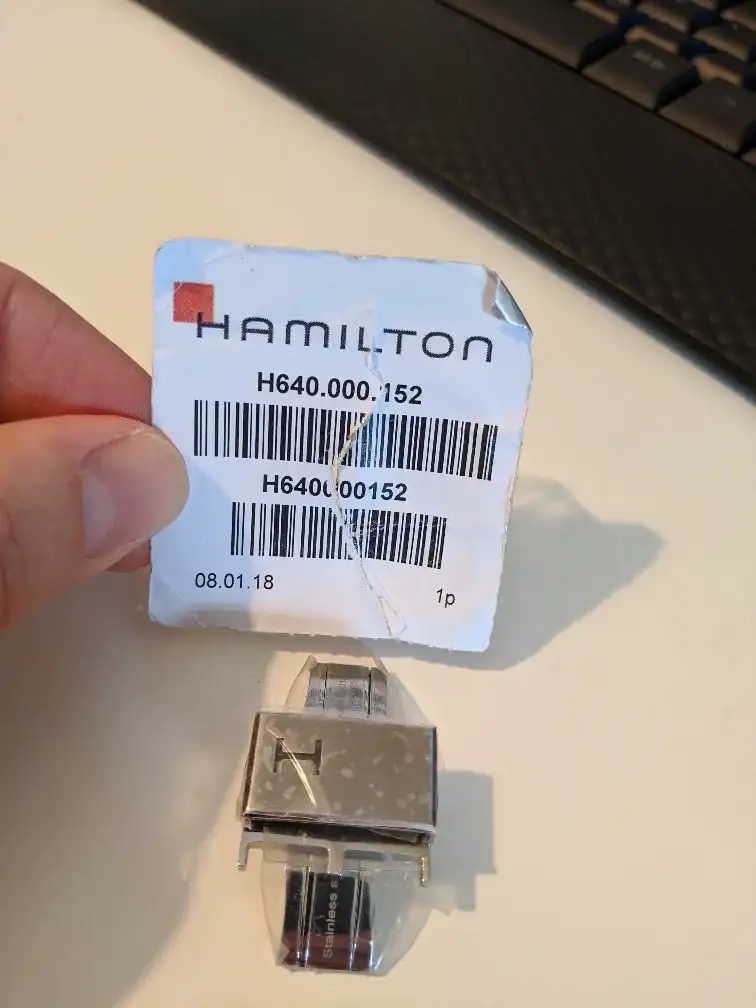 HAMILTON
H640.000.152
H640000152
08.01.18
1p
H
Stainless